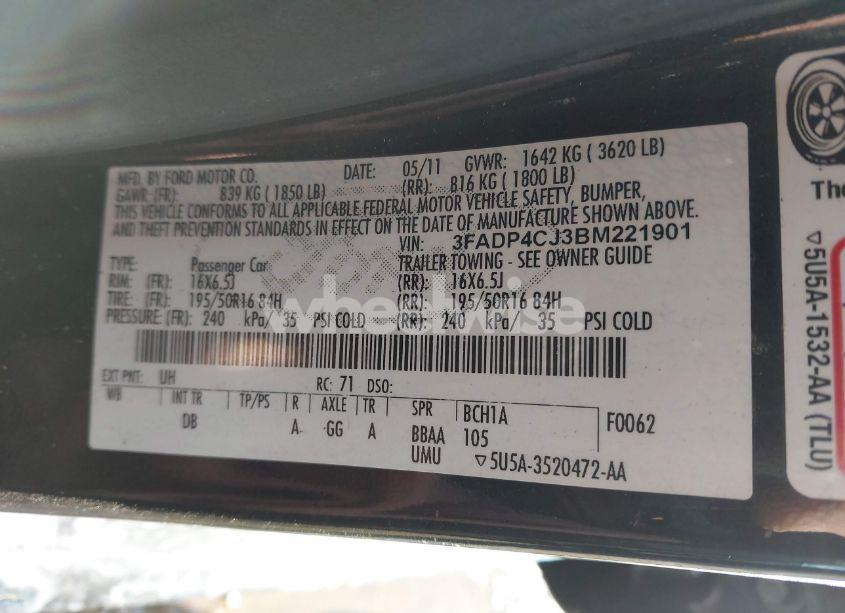 MFD. BY FORD MOTOR CO. DATE: 05/11 GVWR: 1642 KG ( 3620 LB)
GAWR: (FR): 839 KG ( 1850 LB) (RR): 816 KG ( 1800 LB)
THIS VEHICLE CONFORMS TO ALL APPLICABLE FEDERAL MOTOR VEHICLE SAFETY, BUMPER,
AND THEFT PREVENTION STANDARDS IN EFFECT ON THE DATE OF MANUFACTURE SHOWN ABOVE.
VIN: 3FADP4CJ3BM221901
TYPE: Passenger Car TRAILER TOWING - SEE OWNER GUIDE
RIM: (FR): 16X6.5J (RR): 16X6.5J
TIRE: (FR): 195/50R16 84H (RR): 195/50R16 84H
PRESSURE: (FR): 240 kPa/ 35 PSI COLD (RR): 240 kPa/ 35 PSI COLD
EXT PNT: UH RC: 71 DSO:
WB INT TR TP/PS R AXLE TR SPR BCH1A F0062
DB A GG A BBAA 105
UMU ▽5U5A-3520472-AA
The
▽5U5A-1532-AA (TLU)
wheelwise